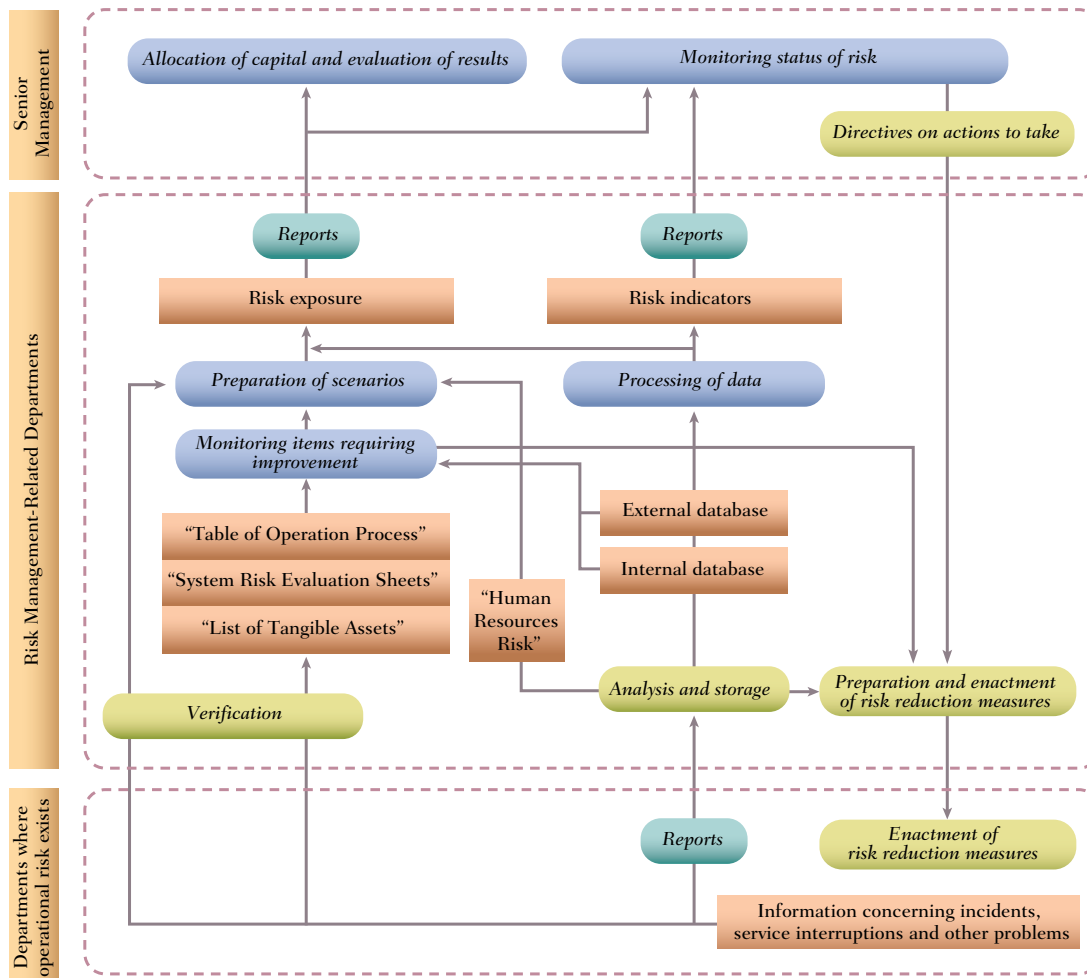 Senior
Management
Allocation of capital and evaluation of results
Monitoring status of risk
Directives on actions to take
Risk Management-Related Departments
Reports
Reports
Risk exposure
Risk indicators
Preparation of scenarios
Processing of data
Monitoring items requiring
improvement
“Table of Operation Process”
“System Risk Evaluation Sheets”
“List of Tangible Assets”
External database
Internal database
“Human
Resources
Risk”
Verification
Analysis and storage
Preparation and enactment
of risk reduction measures
Departments where
operational risk exists
Reports
Enactment of
risk reduction measures
Information concerning incidents,
service interruptions and other problems